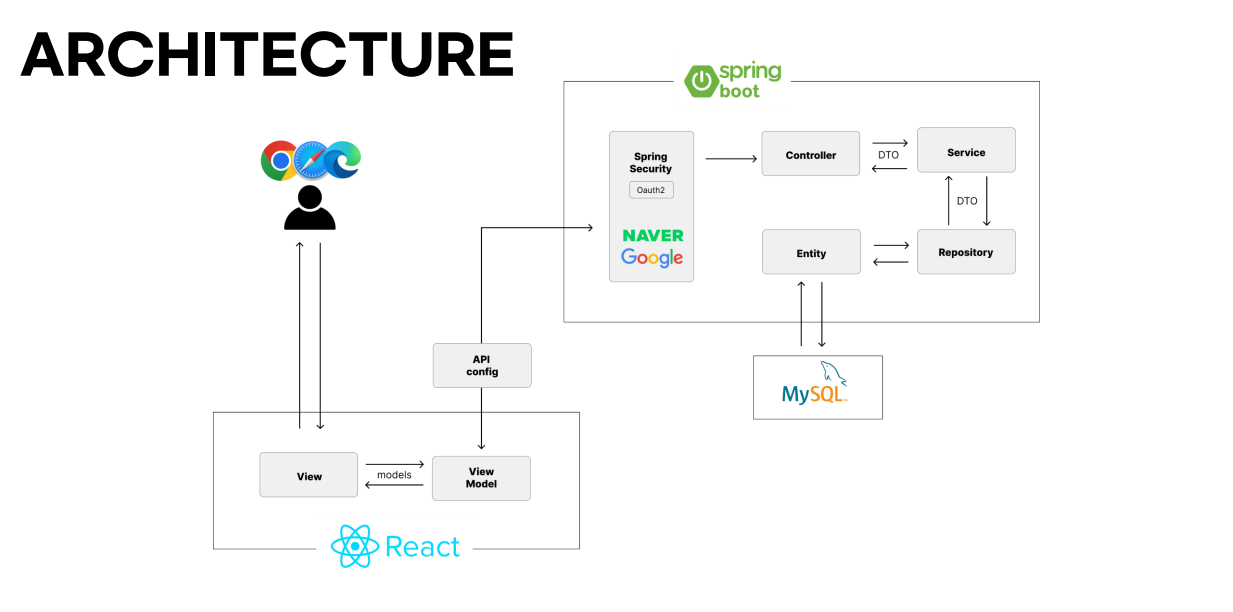 ARCHITECTURE
spring
boot
Spring
Security
Oauth2
NAVER
Google
Controller
DTO
Service
DTO
Entity
Repository
API
config
MySQL
TM
View
models
View
Model
React